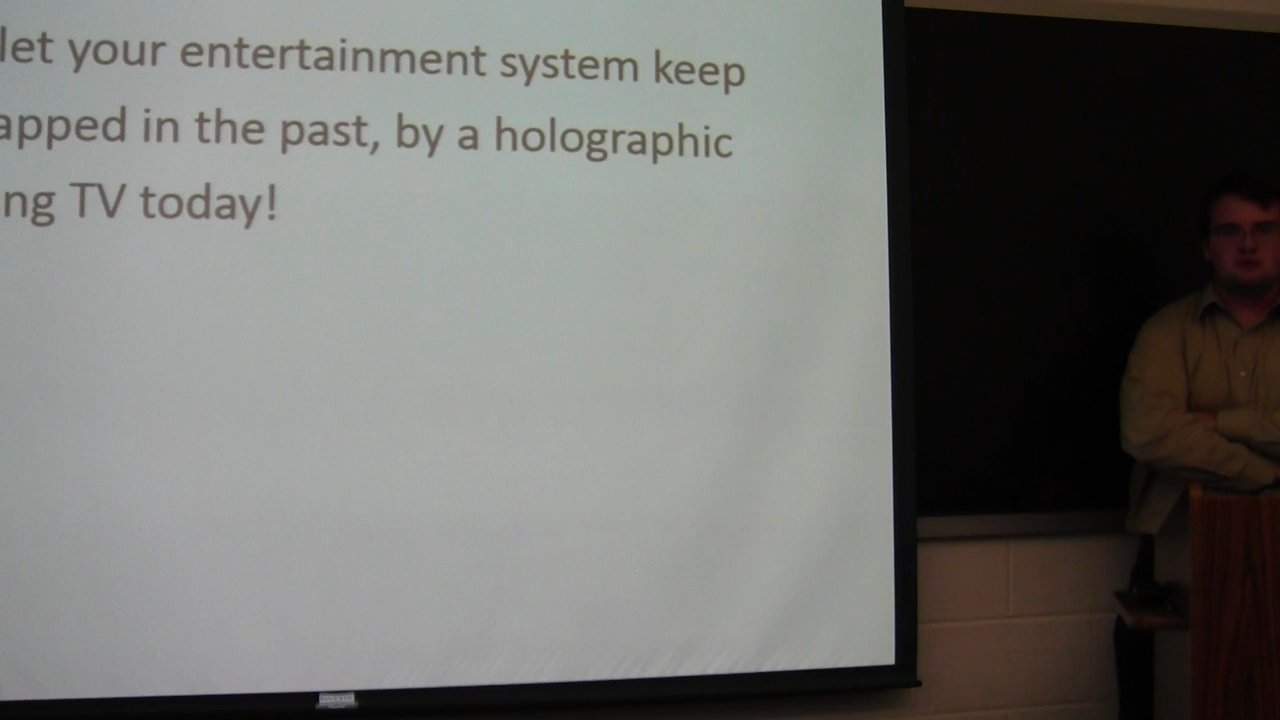 let your entertainment system keep
apped in the past, by a holographic
ng TV today!